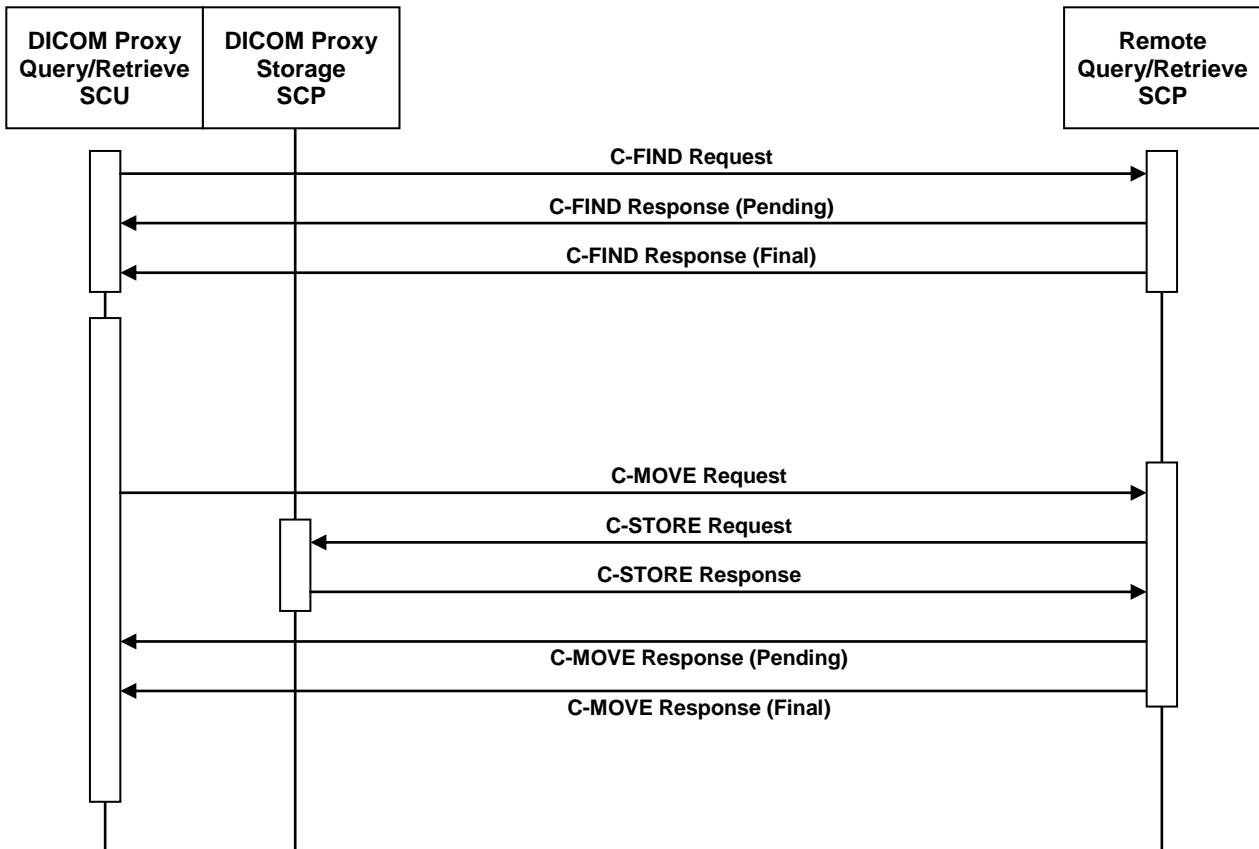 DICOM Proxy
Query/Retrieve
SCU
DICOM Proxy
Storage
SCP
Remote
Query/Retrieve
SCP
C-FIND Request
C-FIND Response (Pending)
C-FIND Response (Final)
C-MOVE Request
C-STORE Request
C-STORE Response
C-MOVE Response (Pending)
C-MOVE Response (Final)